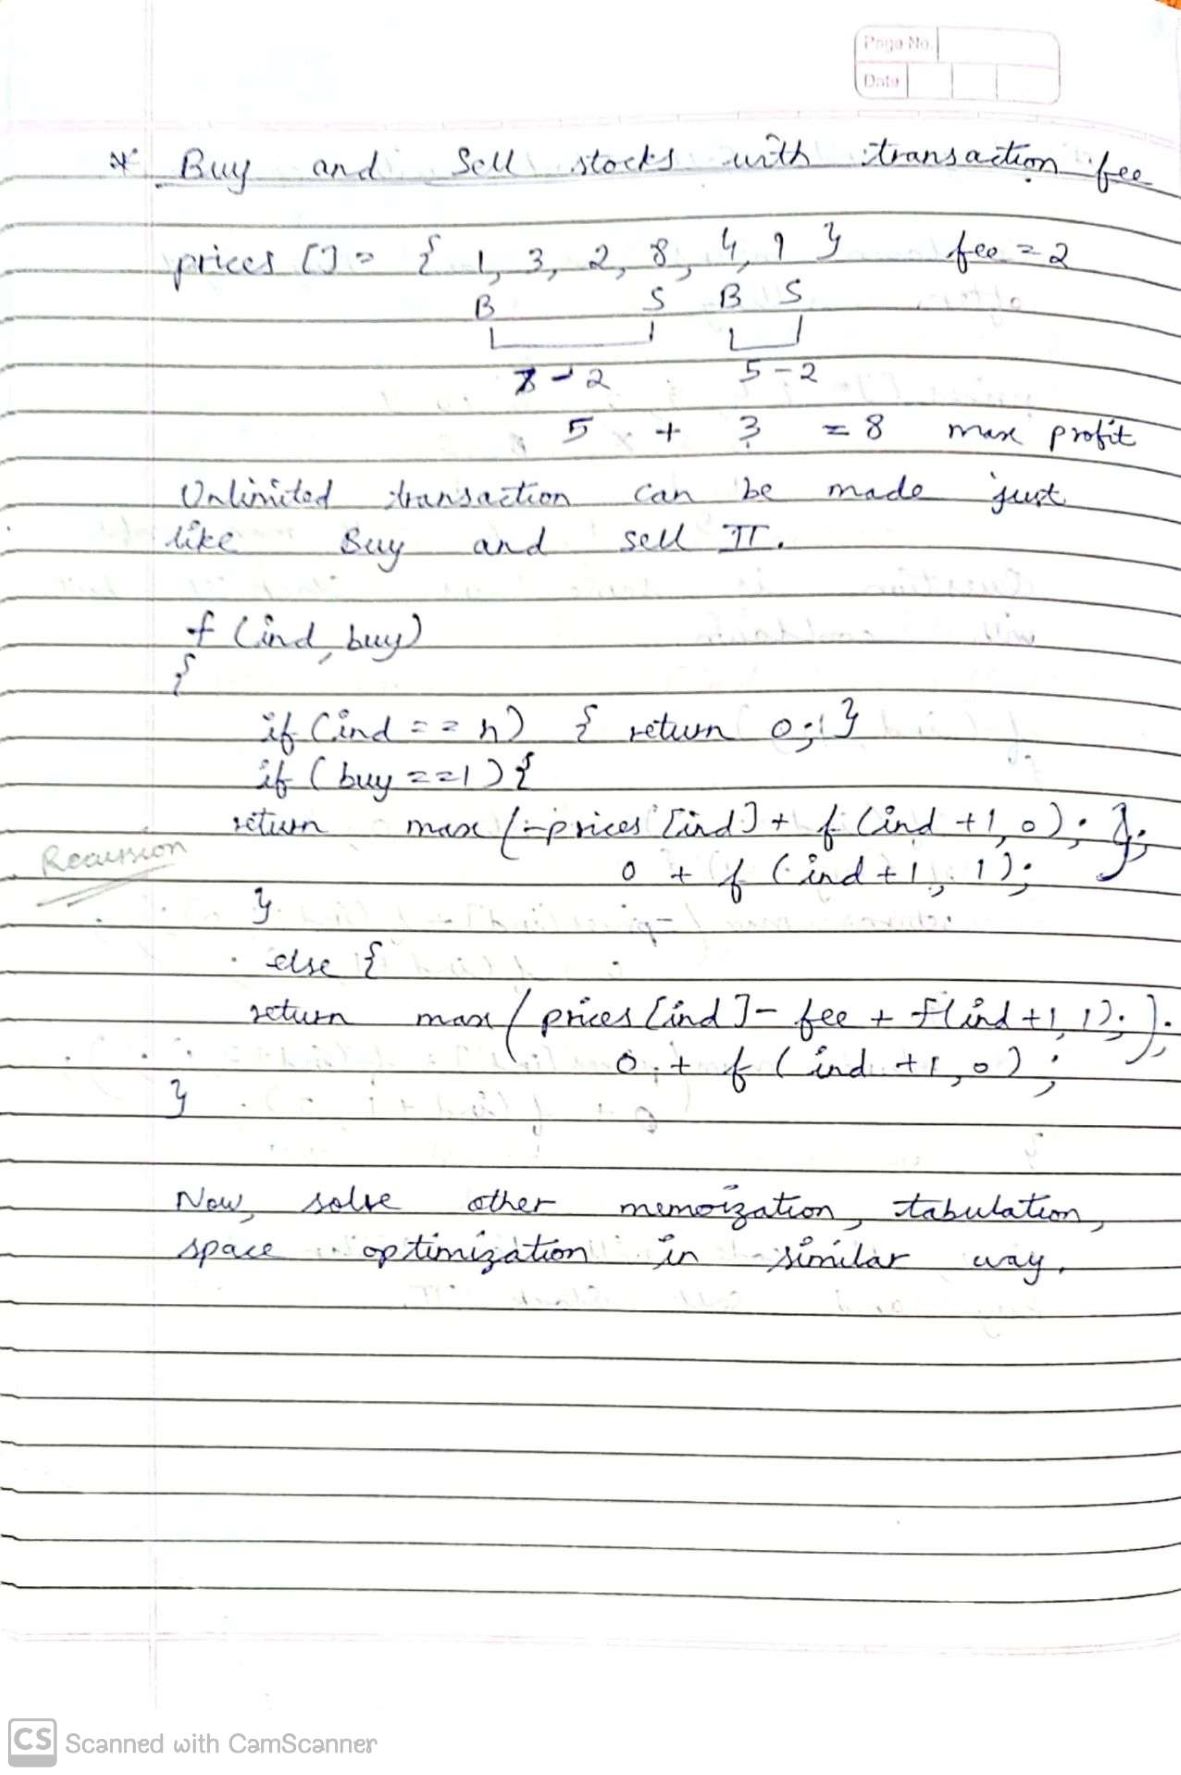 Page No.
Date
* Buy and Sell stocks with transaction fee
prices [] = { 1, 3, 2, 8, 4, 9 } fee = 2
B S B S
7 - 2 5 - 2
5 + 3 = 8 max profit
Unlimited transaction can be made just
like Buy and sell II.
f (ind, buy)
{
if (ind == n) { return 0; }
if (buy ==1) {
return max (-prices [ind] + f (ind +1, 0); );
Recursion
0 + f (ind +1, 1);
}
else {
return max ( prices [ind] - fee + f(ind +1, 1); );
0 + f (ind +1, 0) ;
}
Now, solve other memoization, tabulation,
space optimization in similar way.
CS Scanned with CamScanner